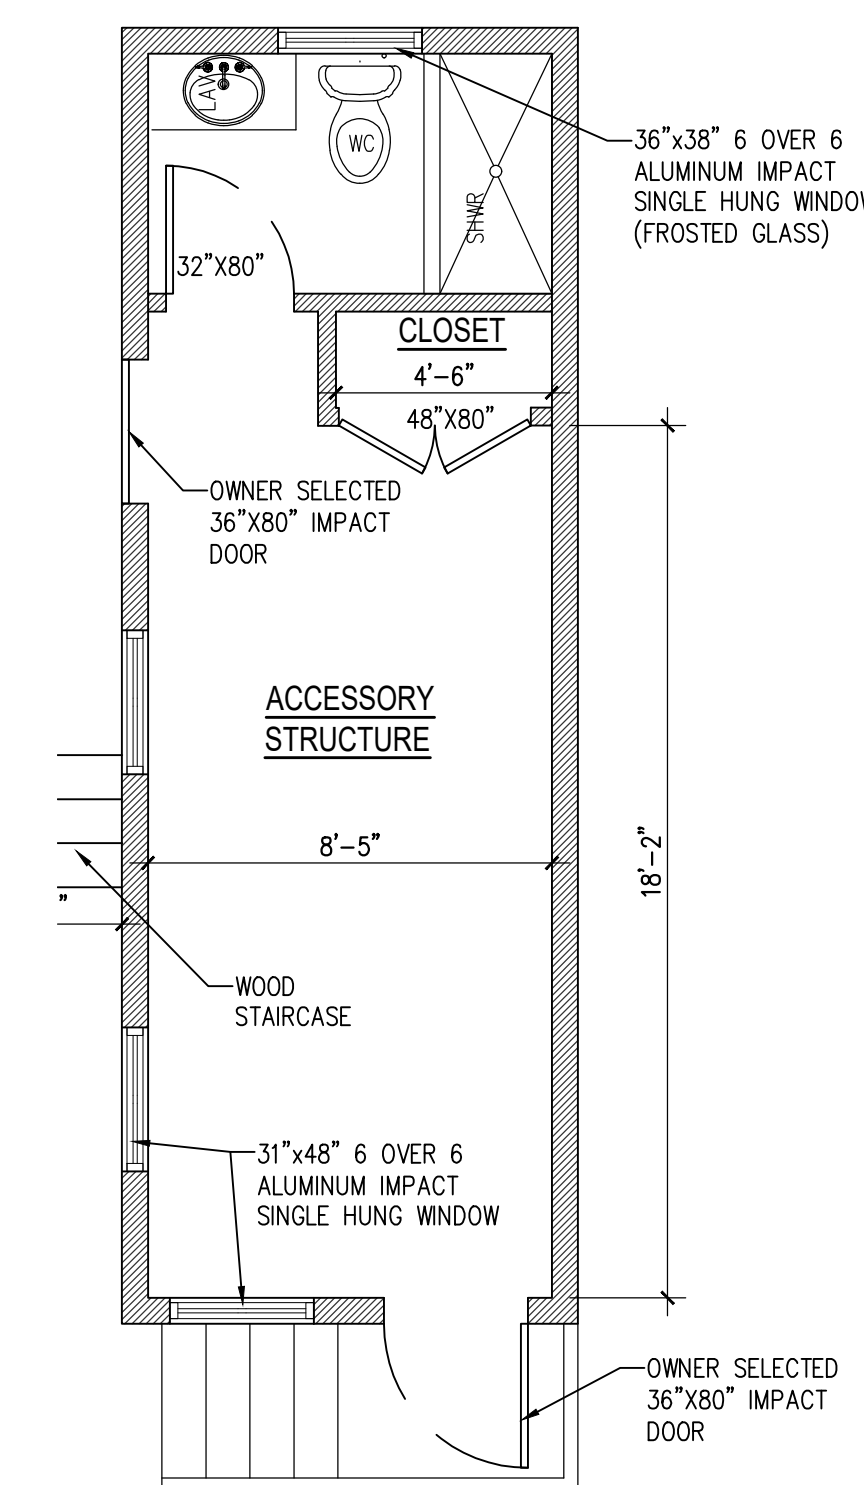 LAV
WC
36”x38” 6 OVER 6
ALUMINUM IMPACT
SINGLE HUNG WINDOW
(FROSTED GLASS)
SHWR
32”X80”
CLOSET
4’-6”
48”X80”
OWNER SELECTED
36”X80” IMPACT
DOOR
ACCESSORY
STRUCTURE
8’-5”
18’-2”
”
WOOD
STAIRCASE
31”x48” 6 OVER 6
ALUMINUM IMPACT
SINGLE HUNG WINDOW
OWNER SELECTED
36”X80” IMPACT
DOOR